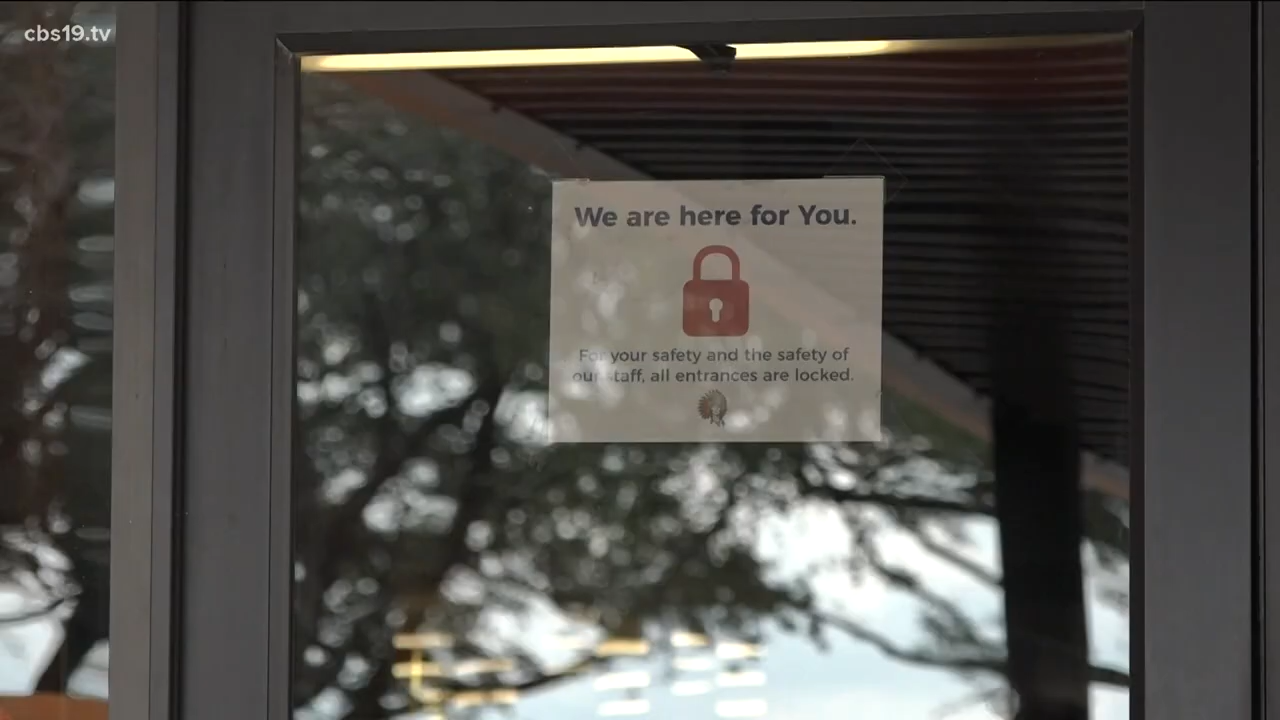 cbs19.tv
We are here for You.
For your safety and the safety of
our staff, all entrances are locked.